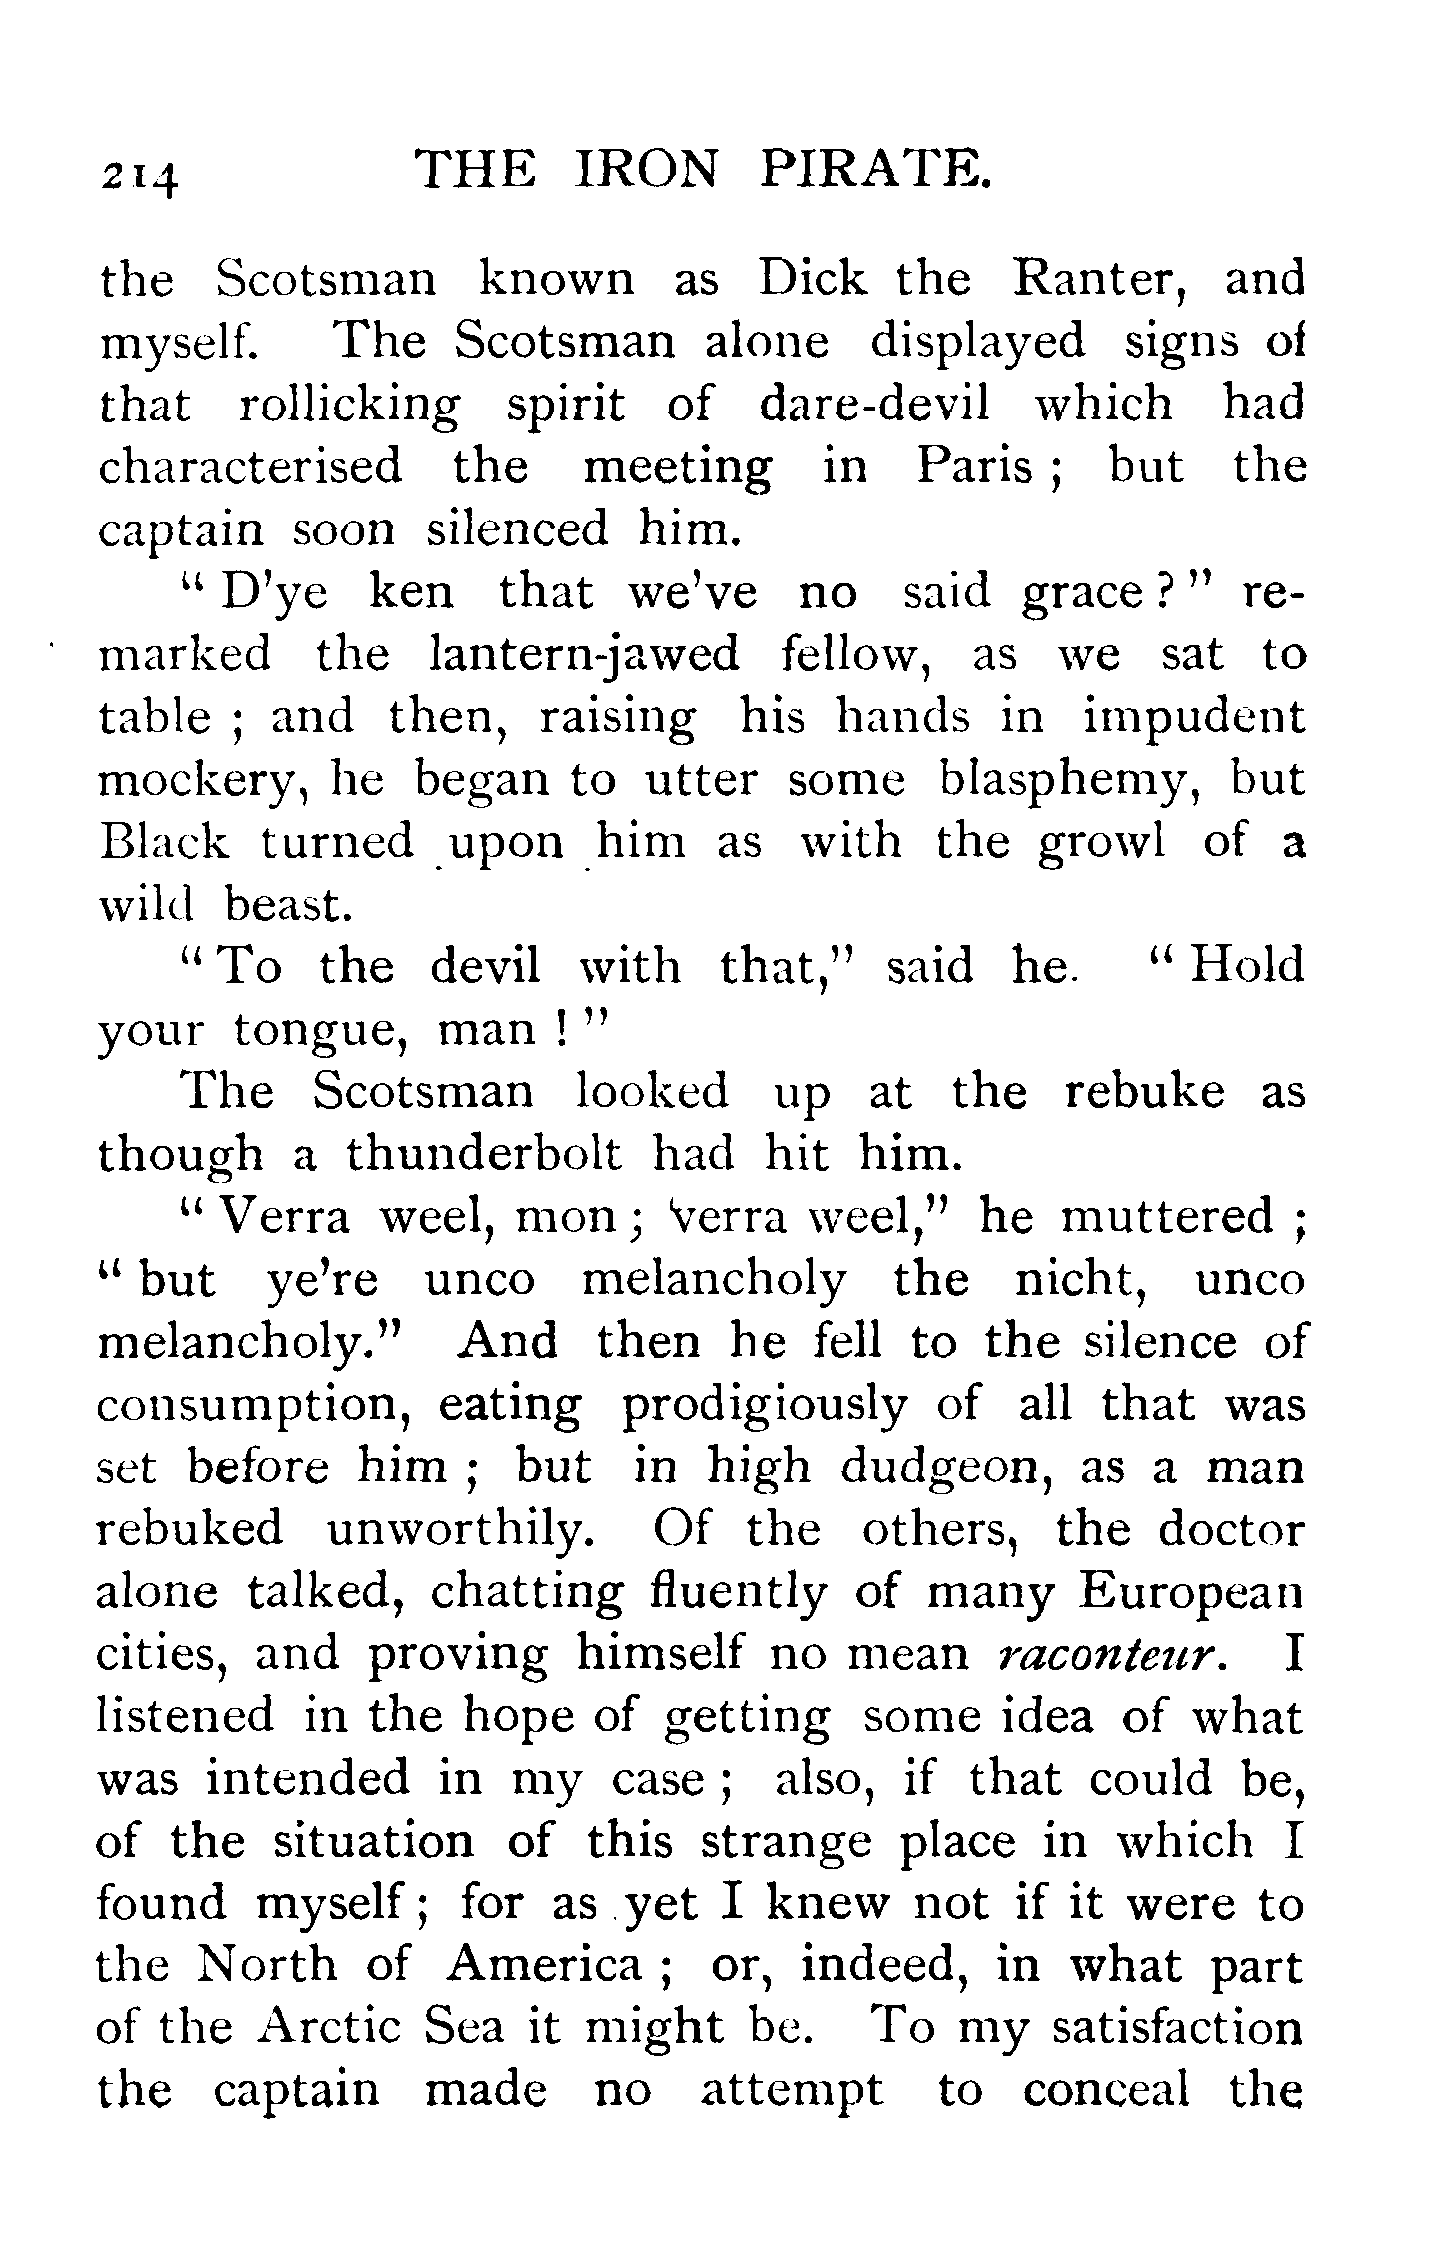 214 THE IRON PIRATE.
the Scotsman known as Dick the Ranter, and
myself. The Scotsman alone displayed signs of
that rollicking spirit of dare-devil which had
characterised the meeting in Paris ; but the
captain soon silenced him.
“ D’ye ken that we’ve no said grace ? ” re-
marked the lantern-jawed fellow, as we sat to
table ; and then, raising his hands in impudent
mockery, he began to utter some blasphemy, but
Black turned upon him as with the growl of a
wild beast.
“ To the devil with that,” said he. “ Hold
your tongue, man ! ”
The Scotsman looked up at the rebuke as
though a thunderbolt had hit him.
“ Verra weel, mon ; verra weel,” he muttered ;
“ but ye’re unco melancholy the nicht, unco
melancholy.” And then he fell to the silence of
consumption, eating prodigiously of all that was
set before him ; but in high dudgeon, as a man
rebuked unworthily. Of the others, the doctor
alone talked, chatting fluently of many European
cities, and proving himself no mean raconteur. I
listened in the hope of getting some idea of what
was intended in my case ; also, if that could be,
of the situation of this strange place in which I
found myself ; for as yet I knew not if it were to
the North of America ; or, indeed, in what part
of the Arctic Sea it might be. To my satisfaction
the captain made no attempt to conceal the